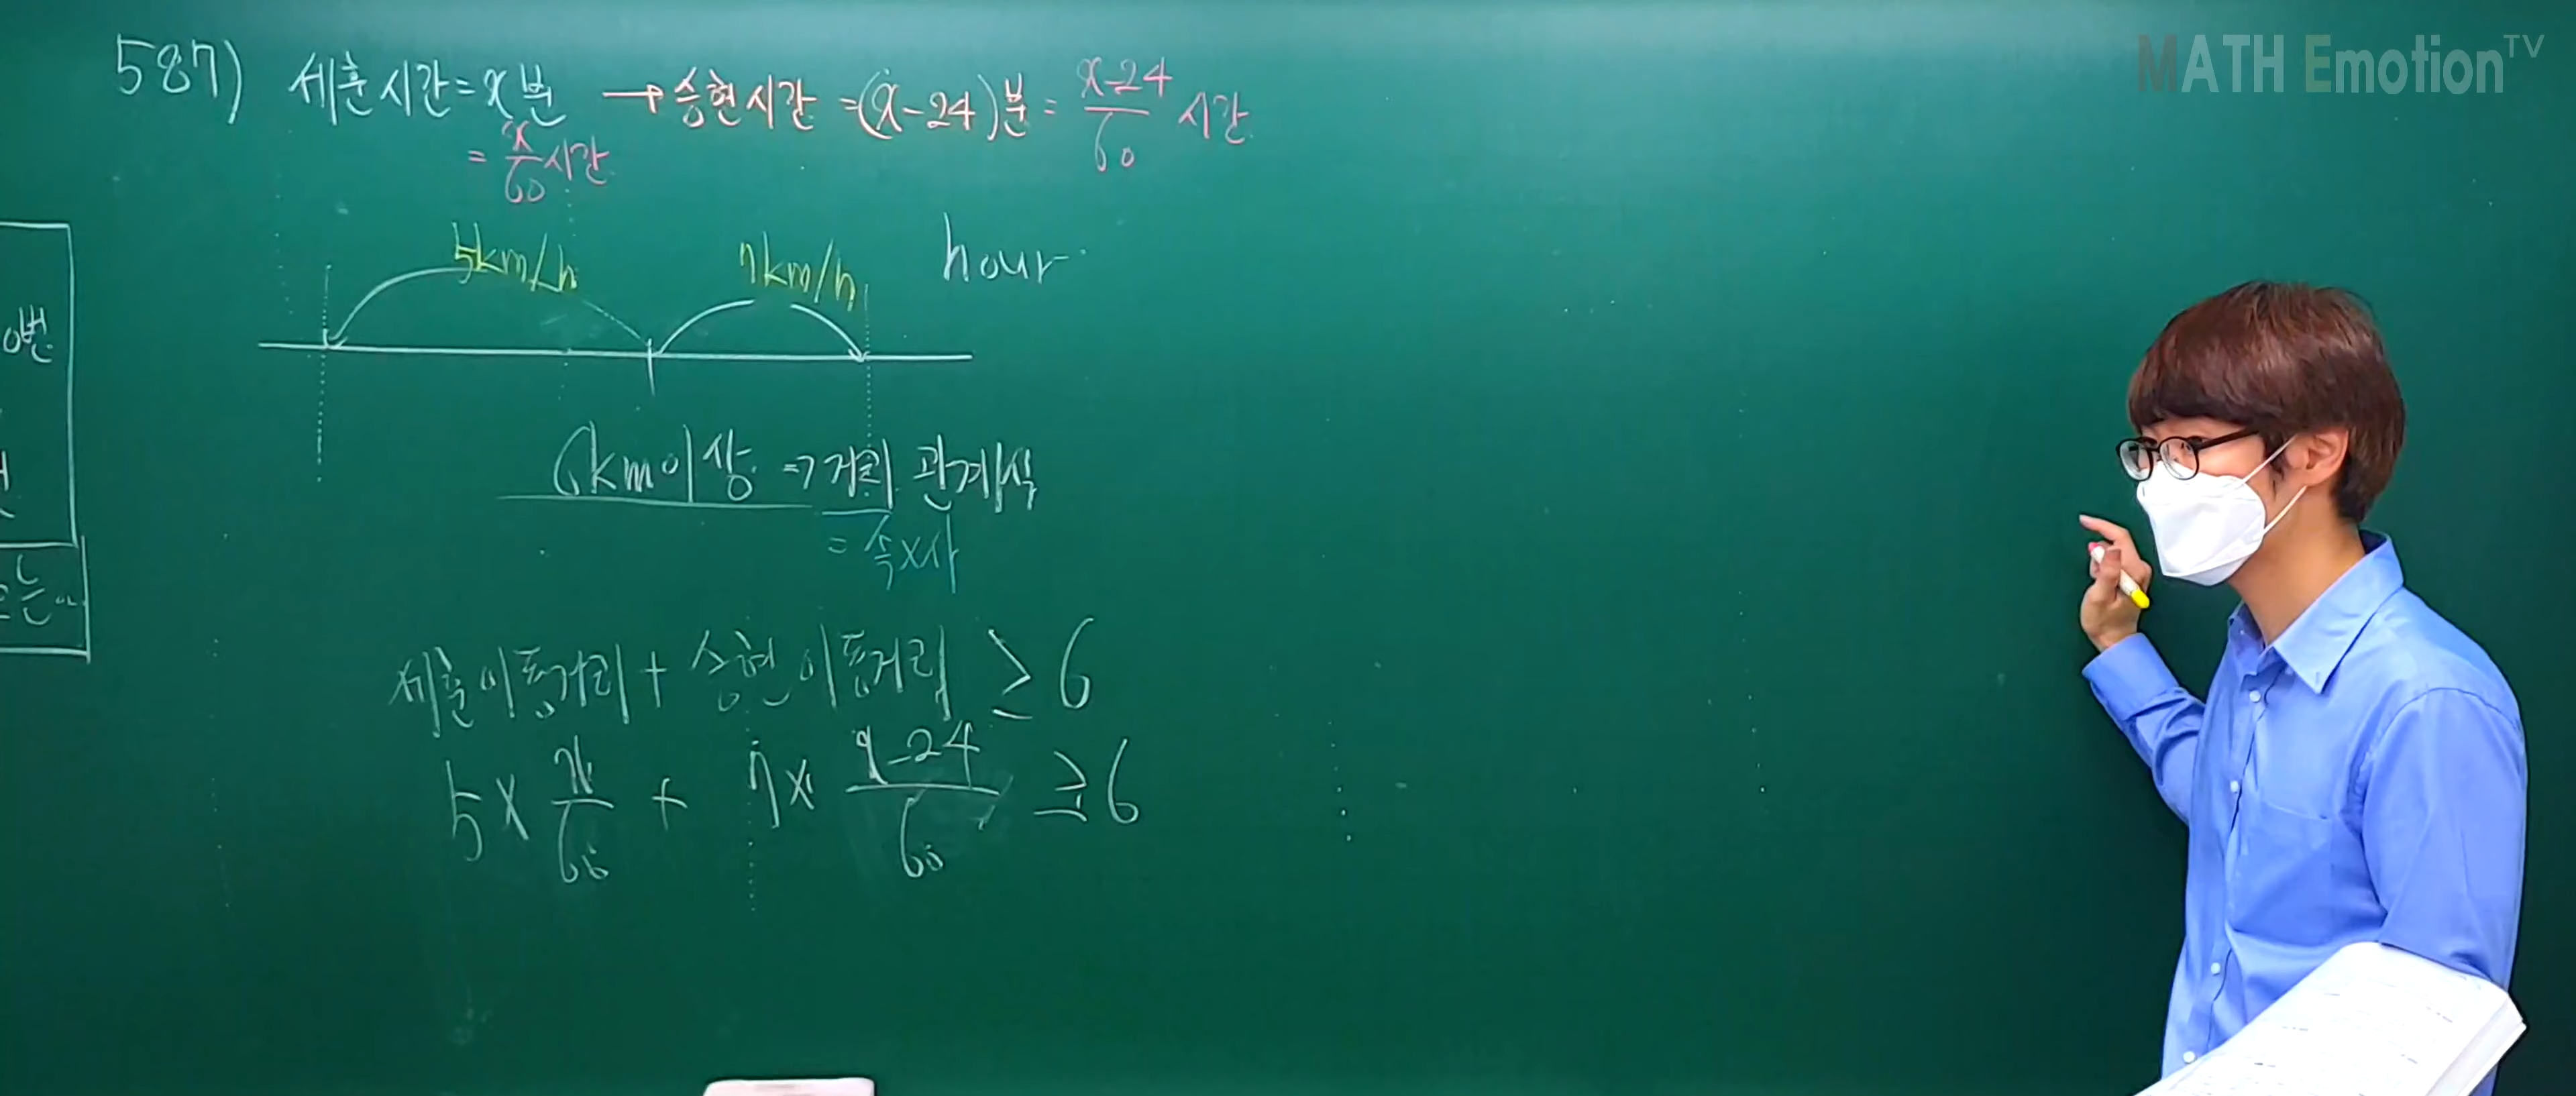 MATH Emotion TV
587) 세훈시간 = x분 → 승현시간 = (x-24)분 = x-24/60 시간
= x/60 시간
5km/h 7km/h hour
이번
6km이상 → 거리 관계식
= 속×시
세훈이동거리 + 승현이동거리 ≥ 6
5 × x/60 + 7 × x-24/60 ≥ 6